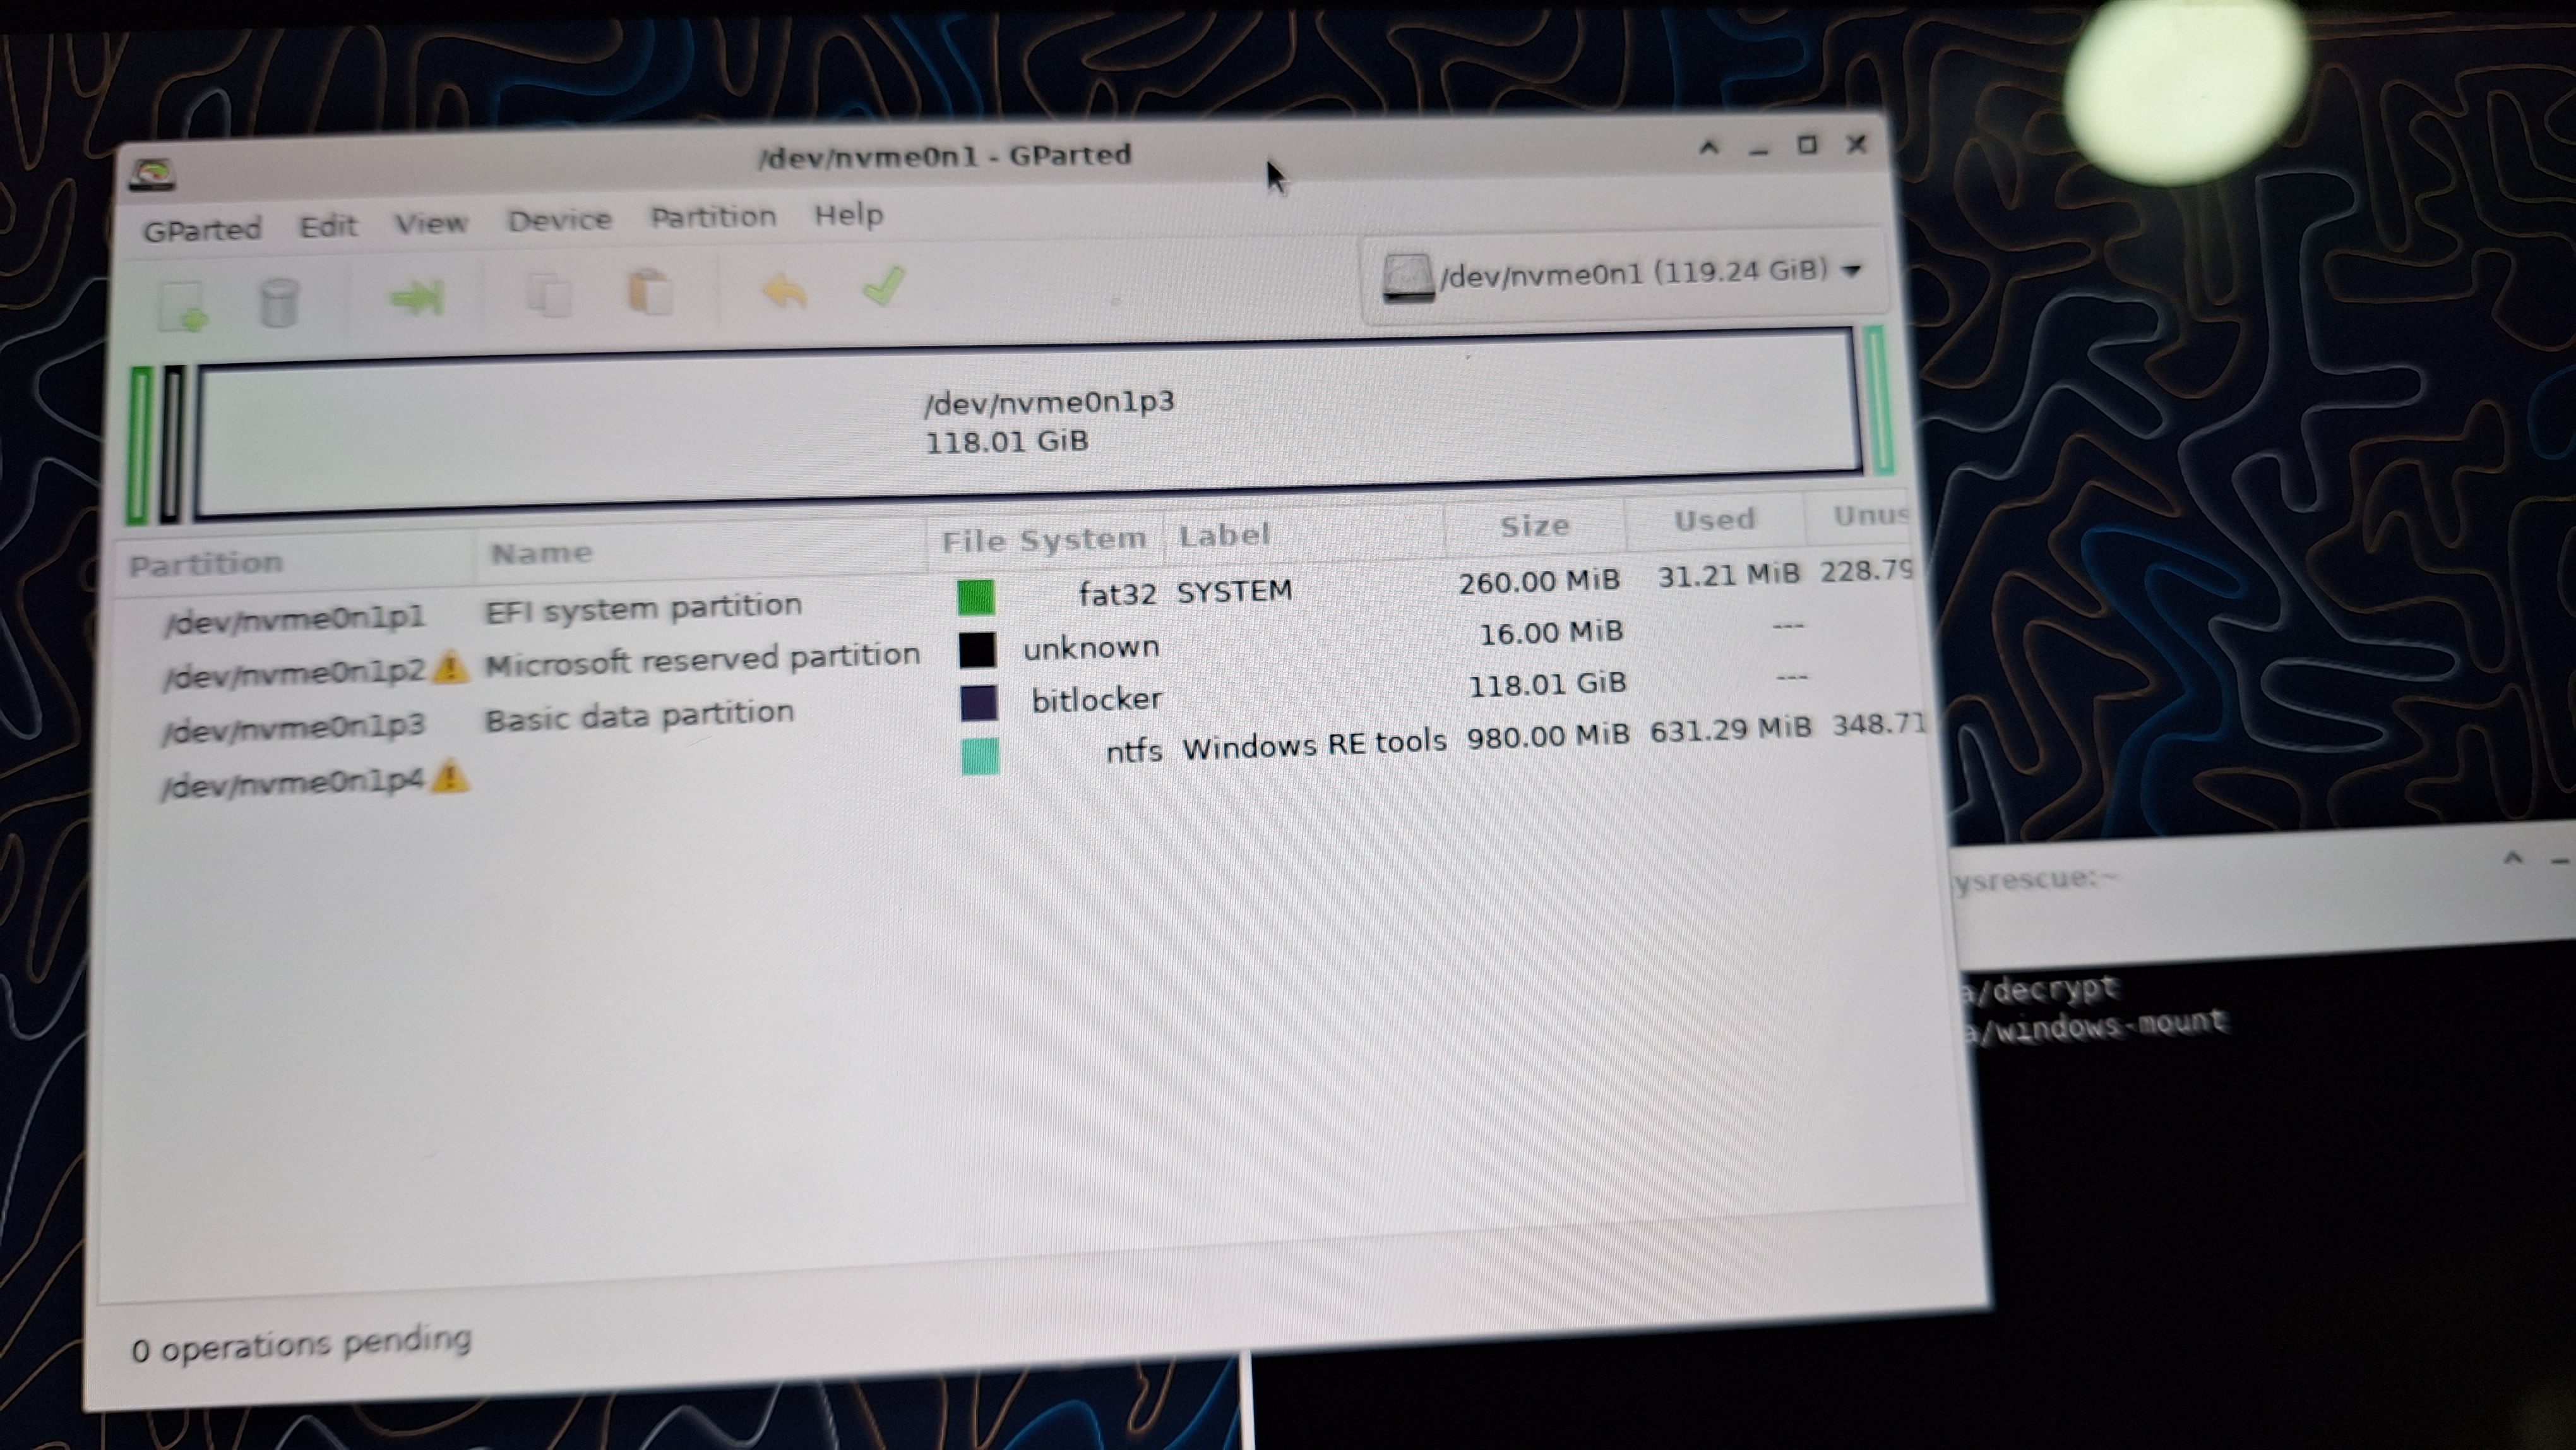 /dev/nvme0n1 - GParted
GParted Edit View Device Partition Help
/dev/nvme0n1 (119.24 GiB)
/dev/nvme0n1p3
118.01 GiB
Partition Name File System Label Size Used Unus
/dev/nvme0n1p1 EFI system partition fat32 SYSTEM 260.00 MiB 31.21 MiB 228.79
/dev/nvme0n1p2 Microsoft reserved partition unknown 16.00 MiB ---
/dev/nvme0n1p3 Basic data partition bitlocker 118.01 GiB ---
/dev/nvme0n1p4 ntfs Windows RE tools 980.00 MiB 631.29 MiB 348.71
0 operations pending
ysrescue:~
a/decrypt
a/windows-mount